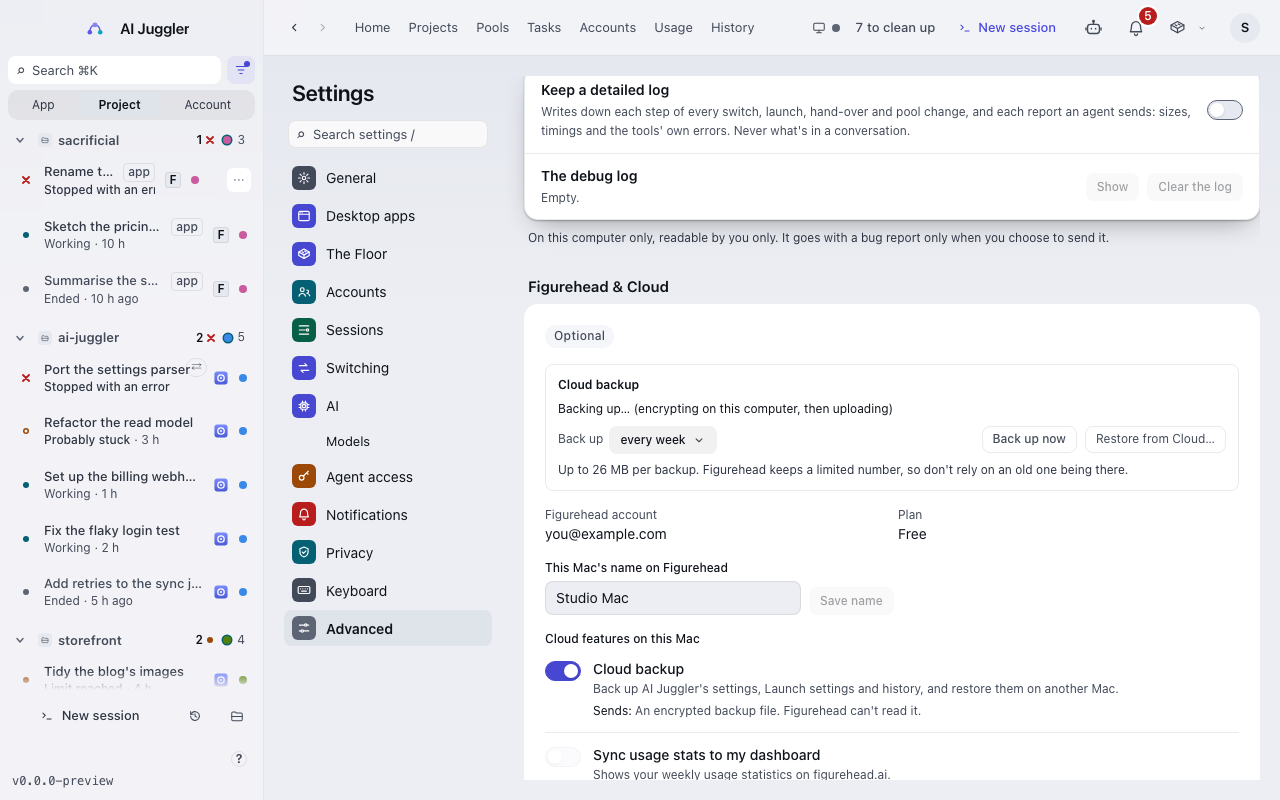 AI Juggler
Search ⌘K
App Project Account
sacrificial 1 3
Rename t... app F
Stopped with an err
Sketch the pricin... app F
Working · 10 h
Summarise the s... app F
Ended · 10 h ago
ai-juggler 2 5
Port the settings parser
Stopped with an error
Refactor the read model
Probably stuck · 3 h
Set up the billing webh...
Working · 1 h
Fix the flaky login test
Working · 2 h
Add retries to the sync j...
Ended · 5 h ago
storefront 2 4
Tidy the blog's images
New session
?
v0.0.0-preview
Home Projects Pools Tasks Accounts Usage History
7 to clean up
New session
5
S
Settings
Search settings /
General
Desktop apps
The Floor
Accounts
Sessions
Switching
AI
Models
Agent access
Notifications
Privacy
Keyboard
Advanced
Keep a detailed log
Writes down each step of every switch, launch, hand-over and pool change, and each report an agent sends: sizes,
timings and the tools' own errors. Never what's in a conversation.
The debug log
Empty.
Show Clear the log
On this computer only, readable by you only. It goes with a bug report only when you choose to send it.
Figurehead & Cloud
Optional
Cloud backup
Backing up... (encrypting on this computer, then uploading)
Back up every week Back up now Restore from Cloud...
Up to 26 MB per backup. Figurehead keeps a limited number, so don't rely on an old one being there.
Figurehead account Plan
you@example.com Free
This Mac's name on Figurehead
Studio Mac Save name
Cloud features on this Mac
Cloud backup
Back up AI Juggler's settings, Launch settings and history, and restore them on another Mac.
Sends: An encrypted backup file. Figurehead can't read it.
Sync usage stats to my dashboard
Shows your weekly usage statistics on figurehead.ai.